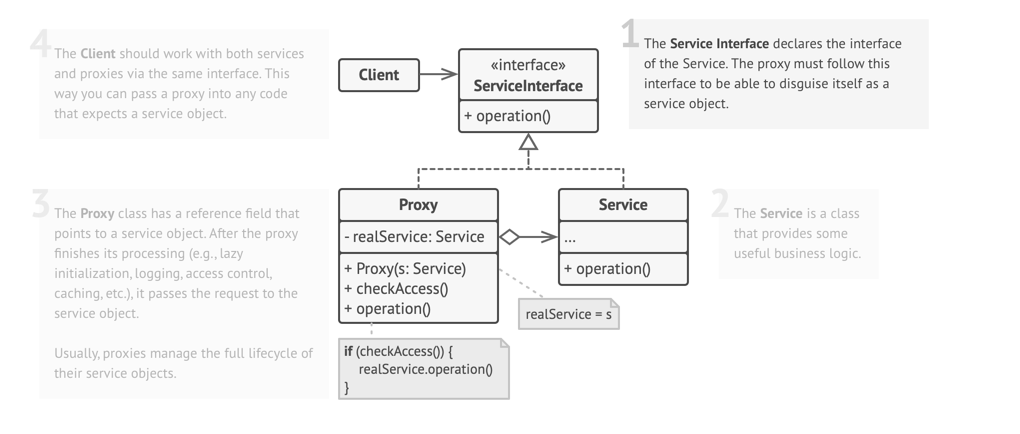 4
The Client should work with both services
and proxies via the same interface. This
way you can pass a proxy into any code
that expects a service object.
Client
«interface»
ServiceInterface
+ operation()
1
The Service Interface declares the interface
of the Service. The proxy must follow this
interface to be able to disguise itself as a
service object.
3
The Proxy class has a reference field that
points to a service object. After the proxy
finishes its processing (e.g., lazy
initialization, logging, access control,
caching, etc.), it passes the request to the
service object.
Usually, proxies manage the full lifecycle of
their service objects.
Proxy
- realService: Service
+ Proxy(s: Service)
+ checkAccess()
+ operation()
Service
...
+ operation()
2
The Service is a class
that provides some
useful business logic.
realService = s
if (checkAccess()) {
realService.operation()
}